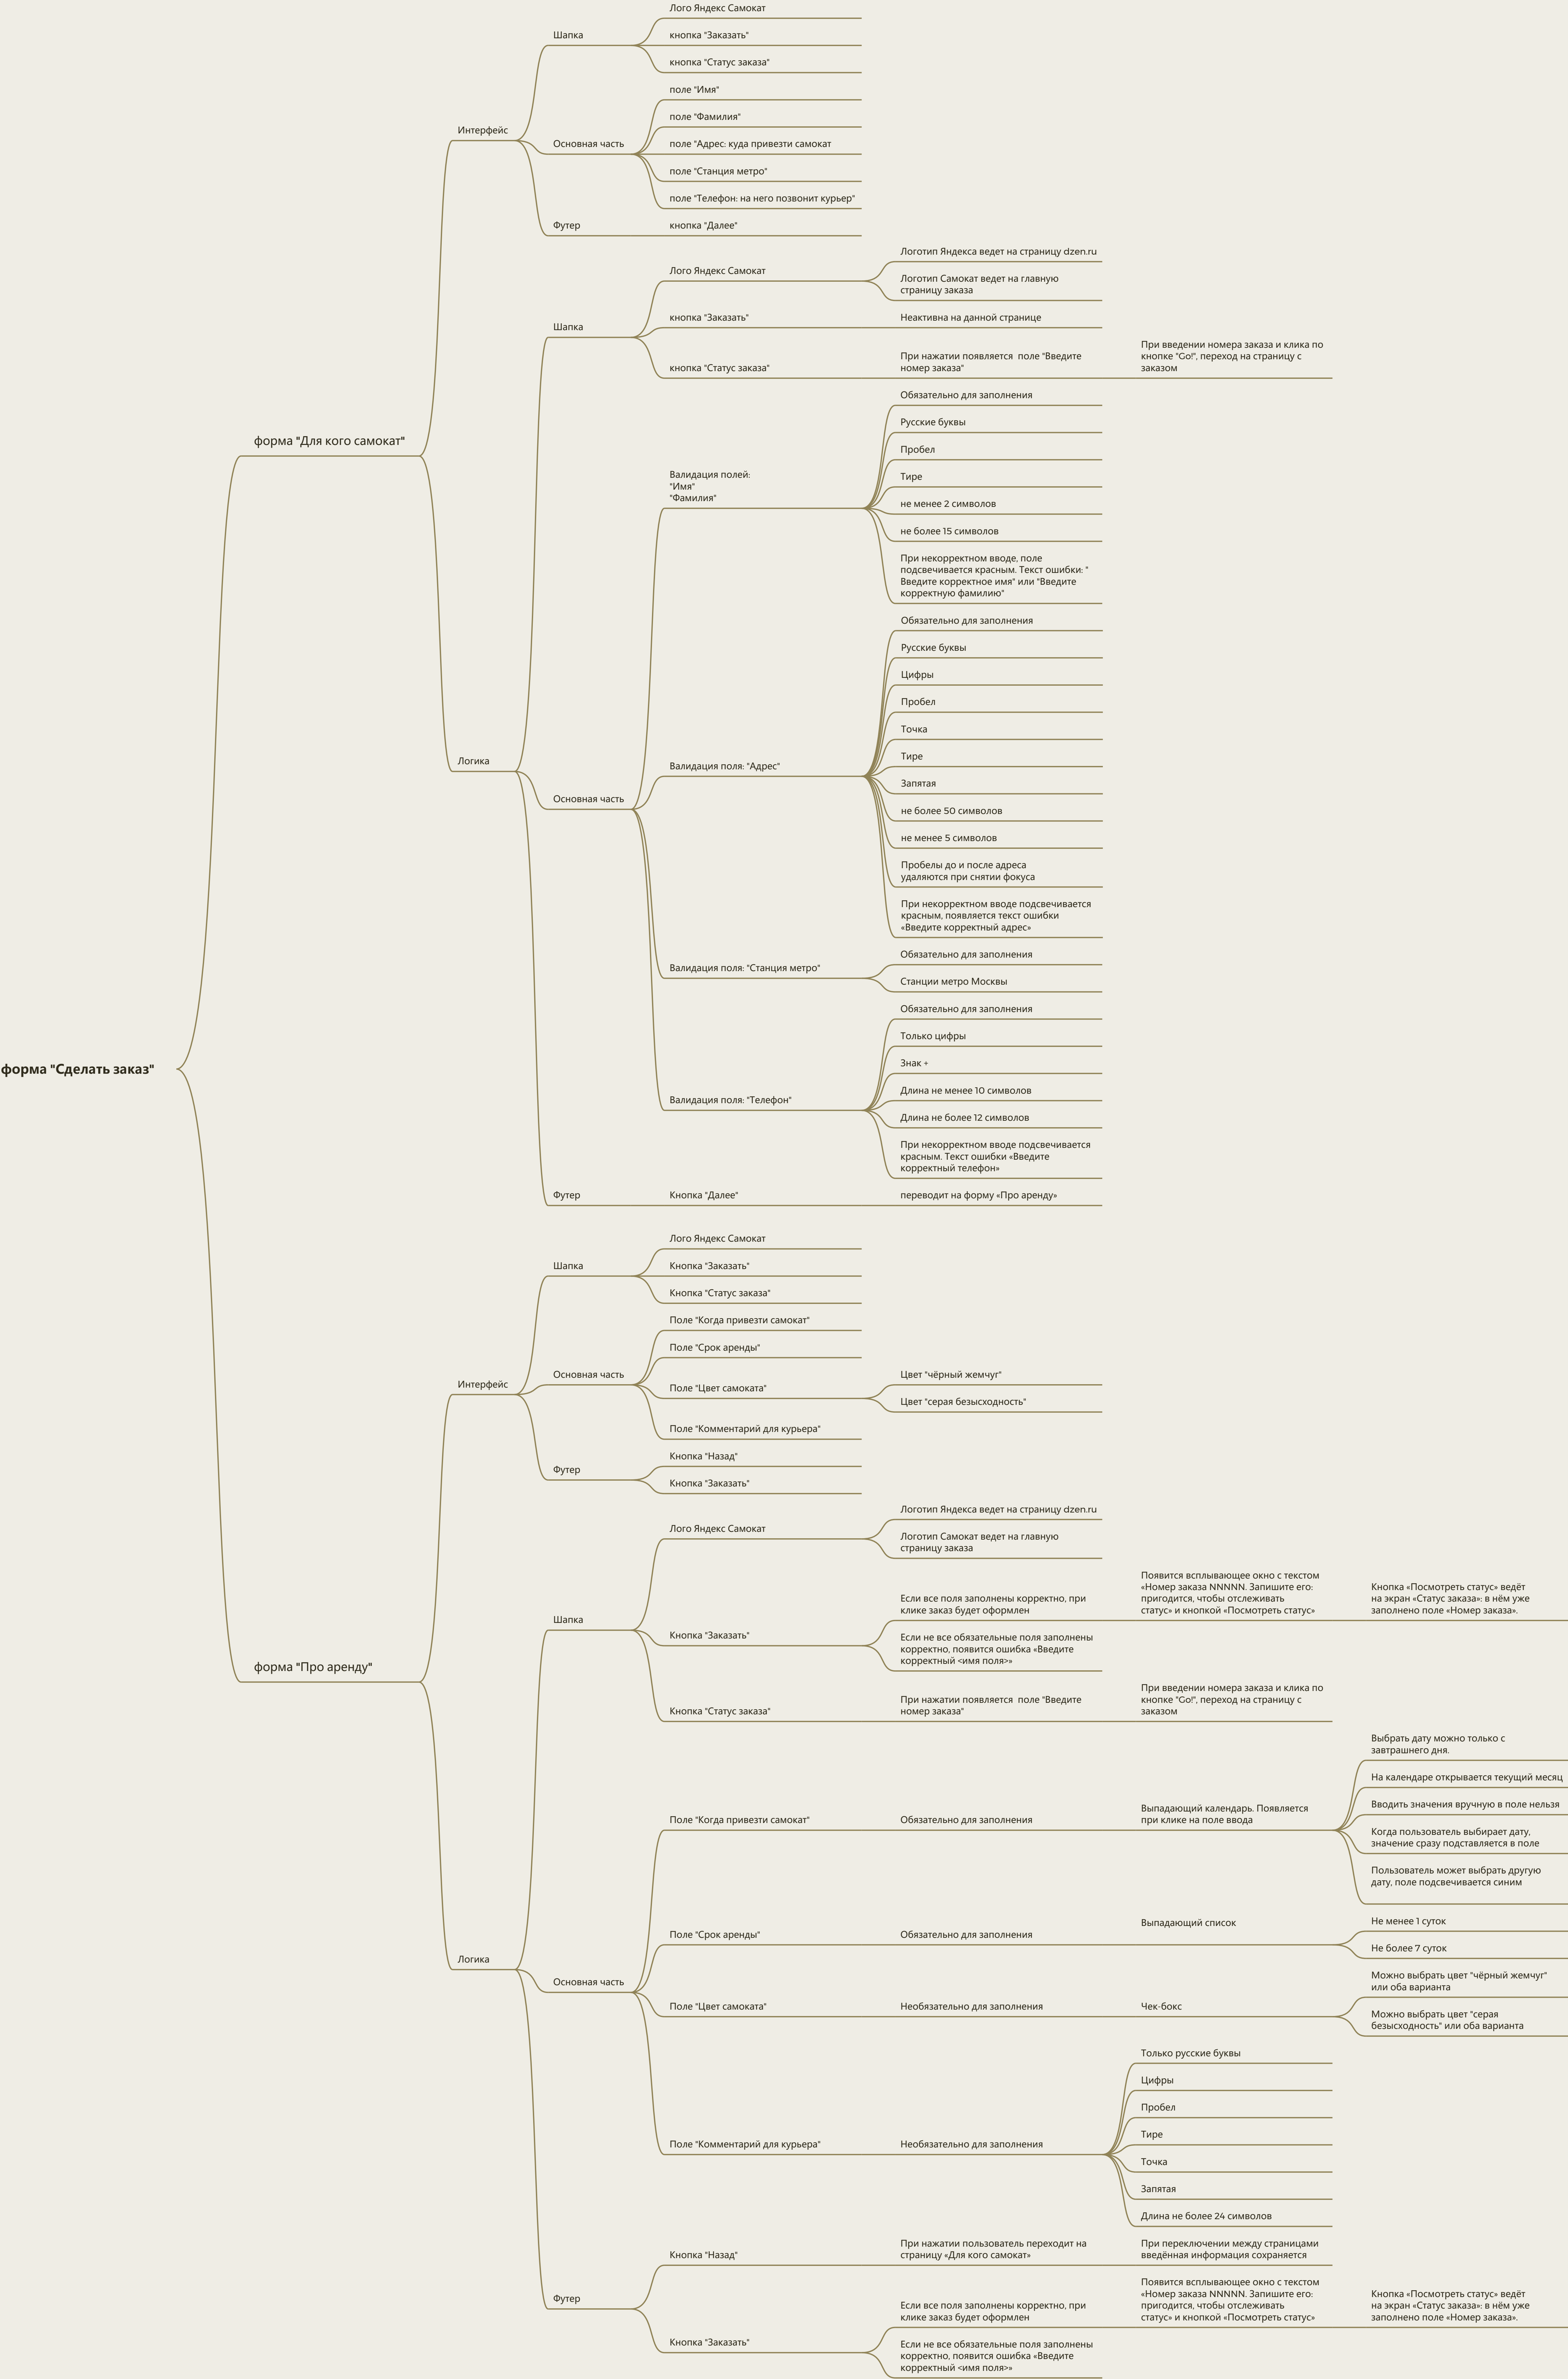 форма "Сделать заказ"
форма "Для кого самокат"
Интерфейс
Шапка
Лого Яндекс Самокат
кнопка "Заказать"
кнопка "Статус заказа"
Основная часть
поле "Имя"
поле "Фамилия"
поле "Адрес: куда привезти самокат
поле "Станция метро"
поле "Телефон: на него позвонит курьер"
Футер
кнопка "Далее"
Логика
Шапка
Лого Яндекс Самокат
Логотип Яндекса ведет на страницу dzen.ru
Логотип Самокат ведет на главную
страницу заказа
кнопка "Заказать"
Неактивна на данной странице
кнопка "Статус заказа"
При нажатии появляется  поле "Введите
номер заказа"
При введении номера заказа и клика по
кнопке "Go!", переход на страницу с
заказом
Основная часть
Валидация полей:
"Имя"
"Фамилия"
Обязательно для заполнения
Русские буквы
Пробел
Тире
не менее 2 символов
не более 15 символов
При некорректном вводе, поле
подсвечивается красным. Текст ошибки: "
Введите корректное имя" или "Введите
корректную фамилию"
Валидация поля: "Адрес"
Обязательно для заполнения
Русские буквы
Цифры
Пробел
Точка
Тире
Запятая
не более 50 символов
не менее 5 символов
Пробелы до и после адреса
удаляются при снятии фокуса
При некорректном вводе подсвечивается
красным, появляется текст ошибки
«Введите корректный адрес»
Валидация поля: "Станция метро"
Обязательно для заполнения
Станции метро Москвы
Валидация поля: "Телефон"
Обязательно для заполнения
Только цифры
Знак +
Длина не менее 10 символов
Длина не более 12 символов
При некорректном вводе подсвечивается
красным. Текст ошибки «Введите
корректный телефон»
Футер
Кнопка "Далее"
переводит на форму «Про аренду»
форма "Про аренду"
Интерфейс
Шапка
Лого Яндекс Самокат
Кнопка "Заказать"
Кнопка "Статус заказа"
Основная часть
Поле "Когда привезти самокат"
Поле "Срок аренды"
Поле "Цвет самоката"
Цвет "чёрный жемчуг"
Цвет "серая безысходность"
Поле "Комментарий для курьера"
Футер
Кнопка "Назад"
Кнопка "Заказать"
Логика
Шапка
Лого Яндекс Самокат
Логотип Яндекса ведет на страницу dzen.ru
Логотип Самокат ведет на главную
страницу заказа
Кнопка "Заказать"
Если все поля заполнены корректно, при
клике заказ будет оформлен
Появится всплывающее окно с текстом
«Номер заказа NNNNN. Запишите его:
пригодится, чтобы отслеживать
статус» и кнопкой «Посмотреть статус»
Кнопка «Посмотреть статус» ведёт
на экран «Статус заказа»: в нём уже
заполнено поле «Номер заказа».
Если не все обязательные поля заполнены
корректно, появится ошибка «Введите
корректный <имя поля>»
Кнопка "Статус заказа"
При нажатии появляется  поле "Введите
номер заказа"
При введении номера заказа и клика по
кнопке "Go!", переход на страницу с
заказом
Основная часть
Поле "Когда привезти самокат"
Обязательно для заполнения
Выпадающий календарь. Появляется
при клике на поле ввода
Выбрать дату можно только с
завтрашнего дня.
На календаре открывается текущий месяц
Вводить значения вручную в поле нельзя
Когда пользователь выбирает дату,
значение сразу подставляется в поле
Пользователь может выбрать другую
дату, поле подсвечивается синим
Поле "Срок аренды"
Обязательно для заполнения
Выпадающий список
Не менее 1 суток
Не более 7 суток
Поле "Цвет самоката"
Необязательно для заполнения
Чек-бокс
Можно выбрать цвет "чёрный жемчуг"
или оба варианта
Можно выбрать цвет "серая
безысходность" или оба варианта
Поле "Комментарий для курьера"
Необязательно для заполнения
Только русские буквы
Цифры
Пробел
Тире
Точка
Запятая
Длина не более 24 символов
Футер
Кнопка "Назад"
При нажатии пользователь переходит на
страницу «Для кого самокат»
При переключении между страницами
введённая информация сохраняется
Кнопка "Заказать"
Если все поля заполнены корректно, при
клике заказ будет оформлен
Появится всплывающее окно с текстом
«Номер заказа NNNNN. Запишите его:
пригодится, чтобы отслеживать
статус» и кнопкой «Посмотреть статус»
Кнопка «Посмотреть статус» ведёт
на экран «Статус заказа»: в нём уже
заполнено поле «Номер заказа».
Если не все обязательные поля заполнены
корректно, появится ошибка «Введите
корректный <имя поля>»